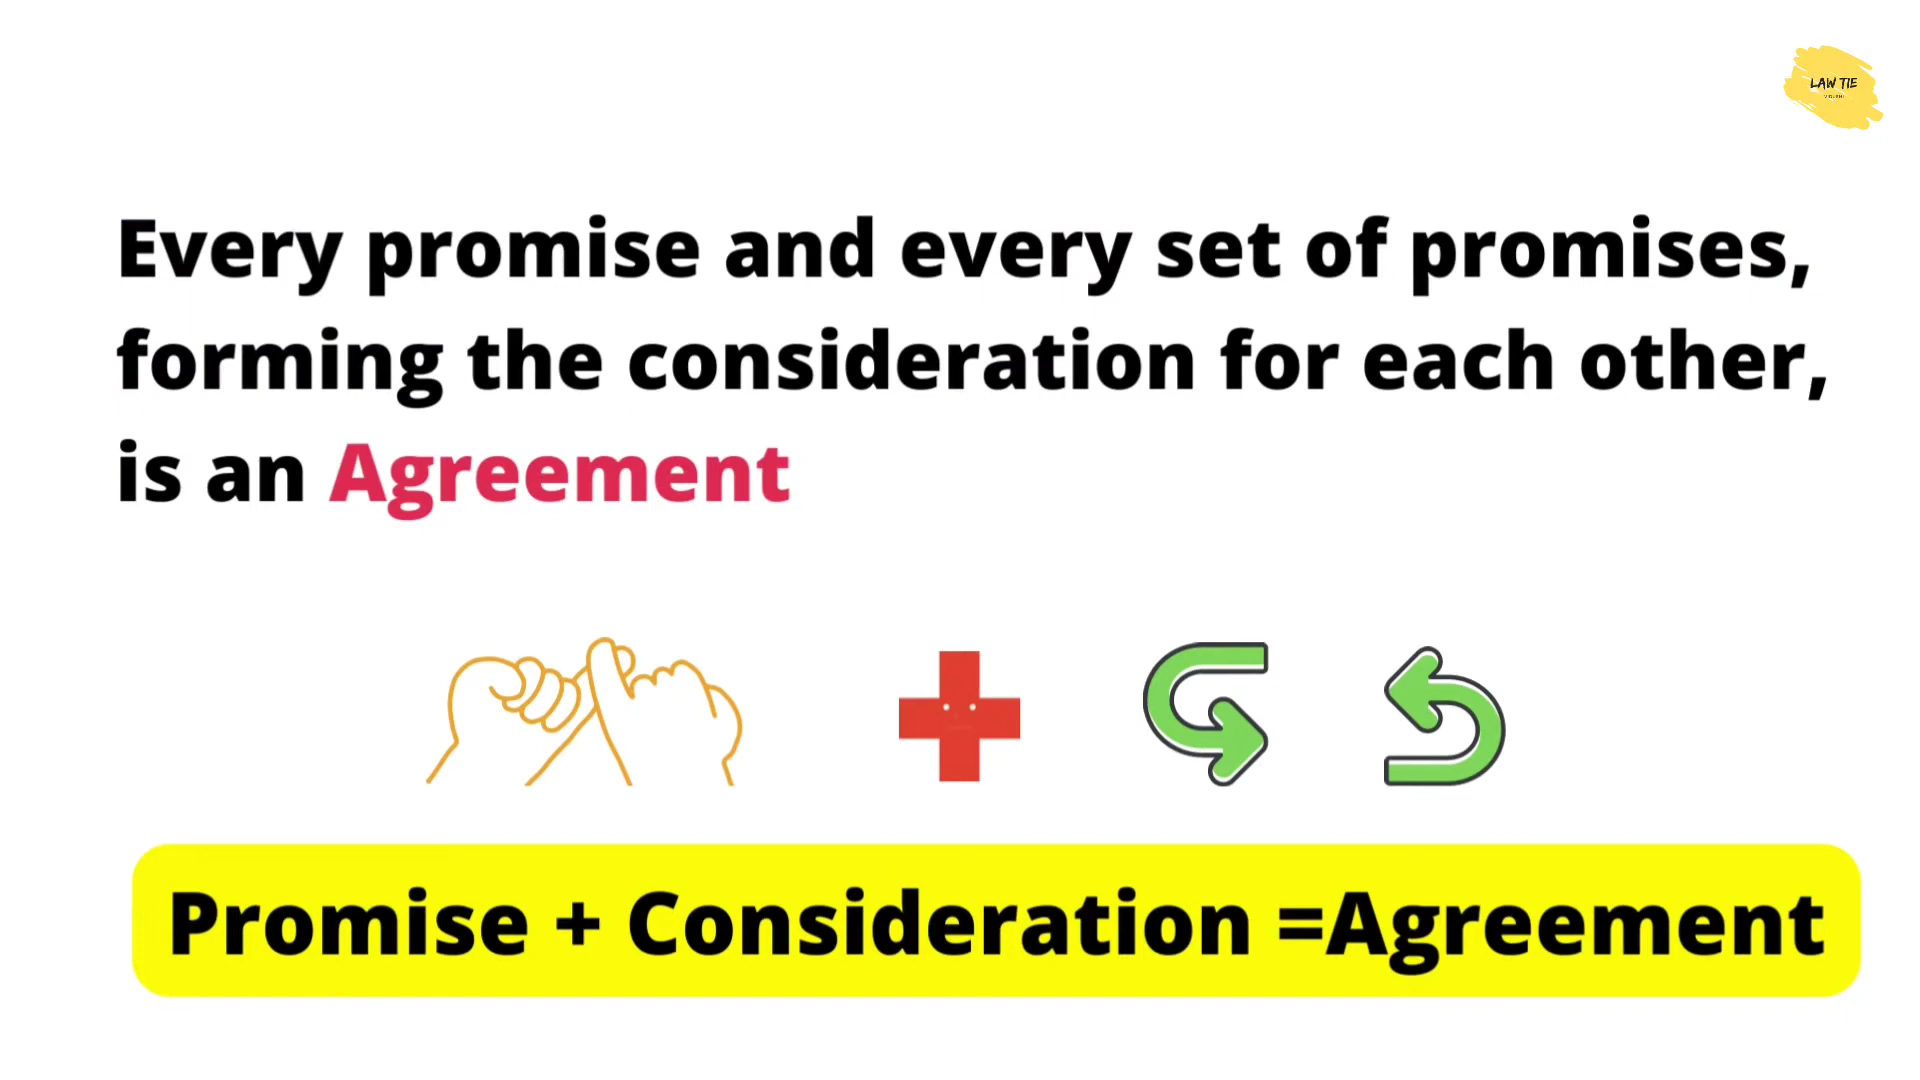 LAW TIE
Every promise and every set of promises,
forming the consideration for each other,
is an Agreement
Promise + Consideration =Agreement